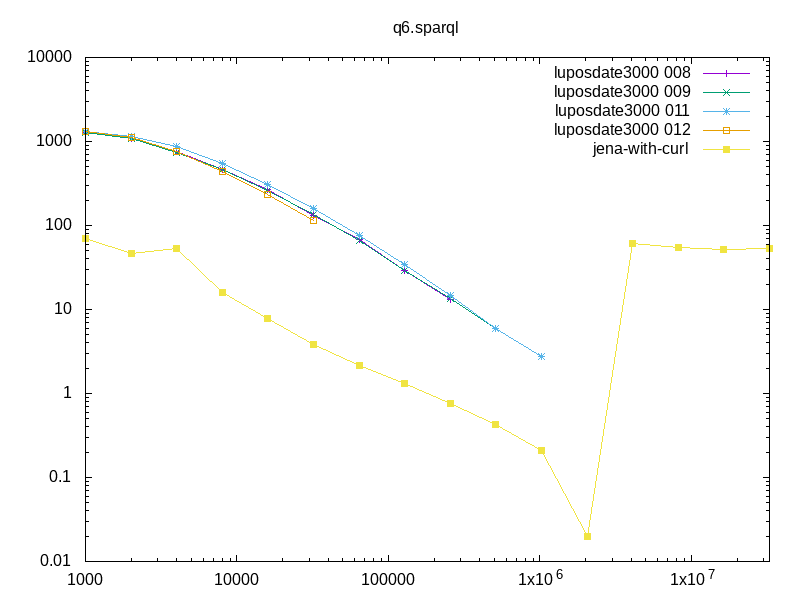 q6.sparql
10000
1000
100
10
1
0.1
0.01
1000
10000
100000
1x10^6
1x10^7
luposdate3000 008
luposdate3000 009
luposdate3000 011
luposdate3000 012
jena-with-curl